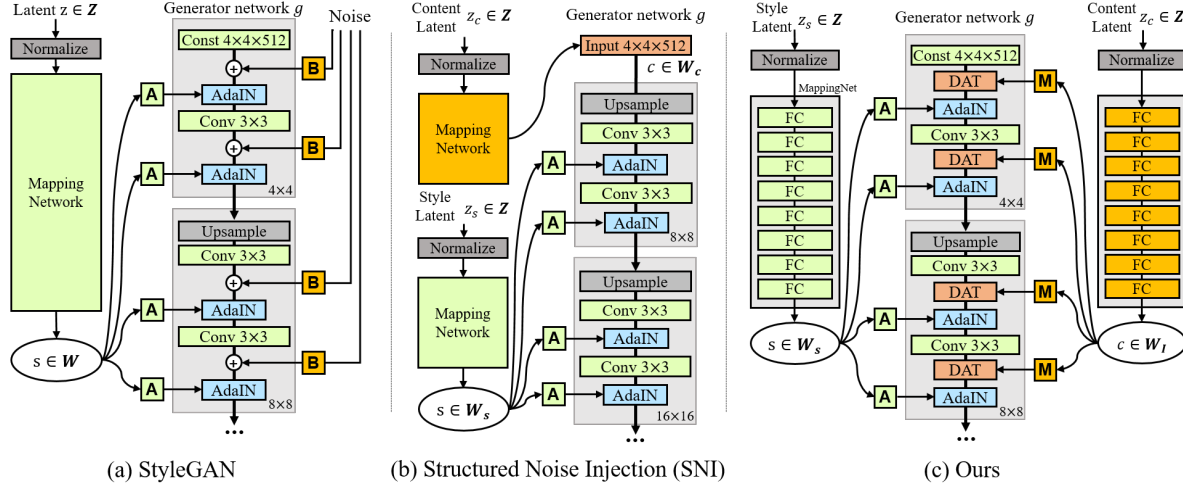 Latent z ∈ Z
Normalize
Mapping
Network
s ∈ W
A
A
A
A
Generator network g
Noise
Const 4×4×512
B
AdaIN
Conv 3×3
B
AdaIN
4×4
Upsample
Conv 3×3
B
AdaIN
Conv 3×3
B
AdaIN
8×8
...
(a) StyleGAN
Content
Latent z_c ∈ Z
Normalize
Mapping
Network
Style
Latent z_s ∈ Z
Normalize
Mapping
Network
s ∈ W_s
A
A
A
A
Generator network g
Input 4×4×512
c ∈ W_c
Upsample
Conv 3×3
AdaIN
Conv 3×3
AdaIN
8×8
Upsample
Conv 3×3
AdaIN
Conv 3×3
AdaIN
16×16
...
(b) Structured Noise Injection (SNI)
Style
Latent
z_s ∈ Z
Normalize
MappingNet
FC
FC
FC
FC
FC
FC
FC
FC
s ∈ W_s
A
A
A
A
Generator network g
Const 4×4×512
DAT
M
AdaIN
Conv 3×3
DAT
M
AdaIN
4×4
Upsample
Conv 3×3
DAT
M
AdaIN
Conv 3×3
DAT
M
AdaIN
8×8
...
Content
Latent
z_c ∈ Z
Normalize
FC
FC
FC
FC
FC
FC
FC
FC
c ∈ W_I
(c) Ours